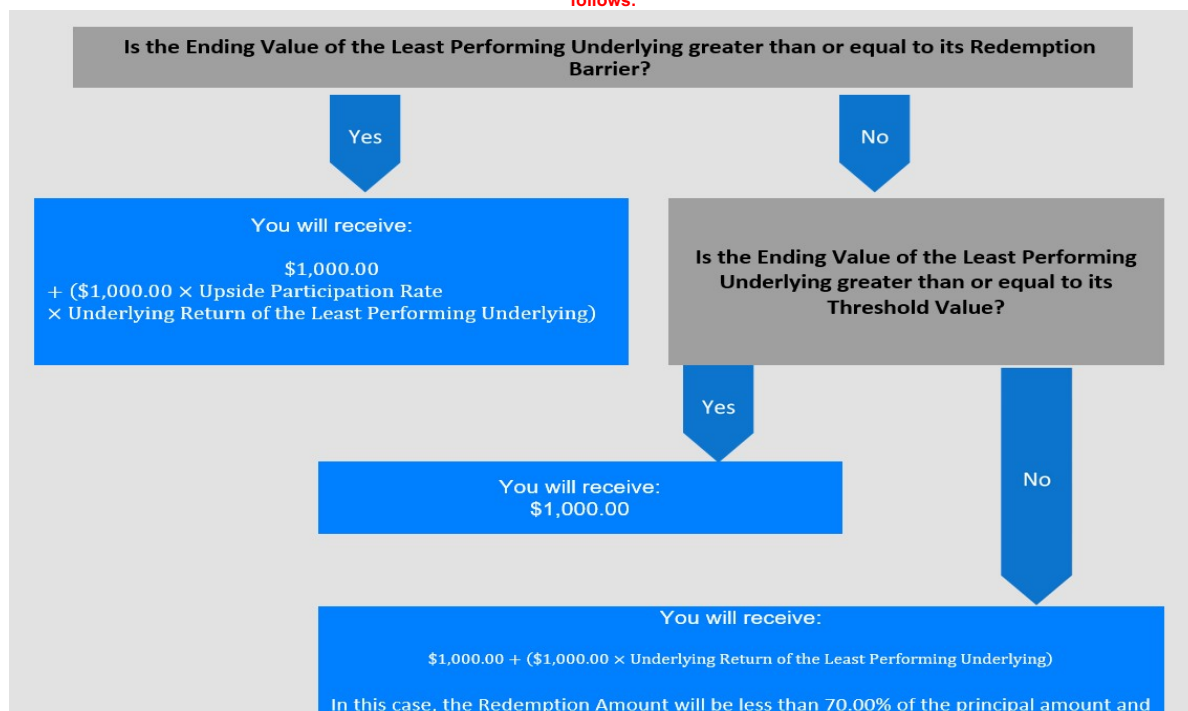 follows:
Is the Ending Value of the Least Performing Underlying greater than or equal to its Redemption
Barrier?
Yes
No
You will receive:
$1,000.00
+ ($1,000.00 × Upside Participation Rate
× Underlying Return of the Least Performing Underlying)
Is the Ending Value of the Least Performing
Underlying greater than or equal to its
Threshold Value?
Yes
No
You will receive:
$1,000.00
You will receive:
$1,000.00 + ($1,000.00 × Underlying Return of the Least Performing Underlying)
In this case, the Redemption Amount will be less than 70.00% of the principal amount and